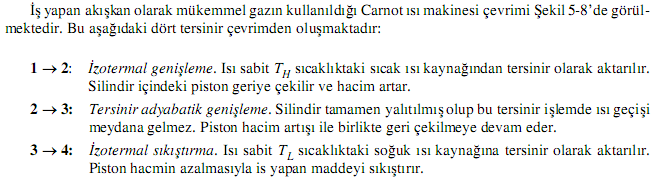 İş yapan akışkan olarak mükemmel gazın kullanıldığı Carnot ısı makinesi çevrimi Şekil 5-8'de görül-
mektedir. Bu aşağıdaki dört tersinir çevrimden oluşmaktadır:
1 → 2: İzotermal genişleme. Isı sabit T_H sıcaklıktaki sıcak ısı kaynağından tersinir olarak aktarılır.
Silindir içindeki piston geriye çekilir ve hacim artar.
2 → 3: Tersinir adyabatik genişleme. Silindir tamamen yalıtılmış olup bu tersinir işlemde ısı geçişi
meydana gelmez. Piston hacim artışı ile birlikte geri çekilmeye devam eder.
3 → 4: İzotermal sıkıştırma. Isı sabit T_L sıcaklıktaki soğuk ısı kaynağına tersinir olarak aktarılır.
Piston hacmin azalmasıyla is yapan maddeyi sıkıştırır.